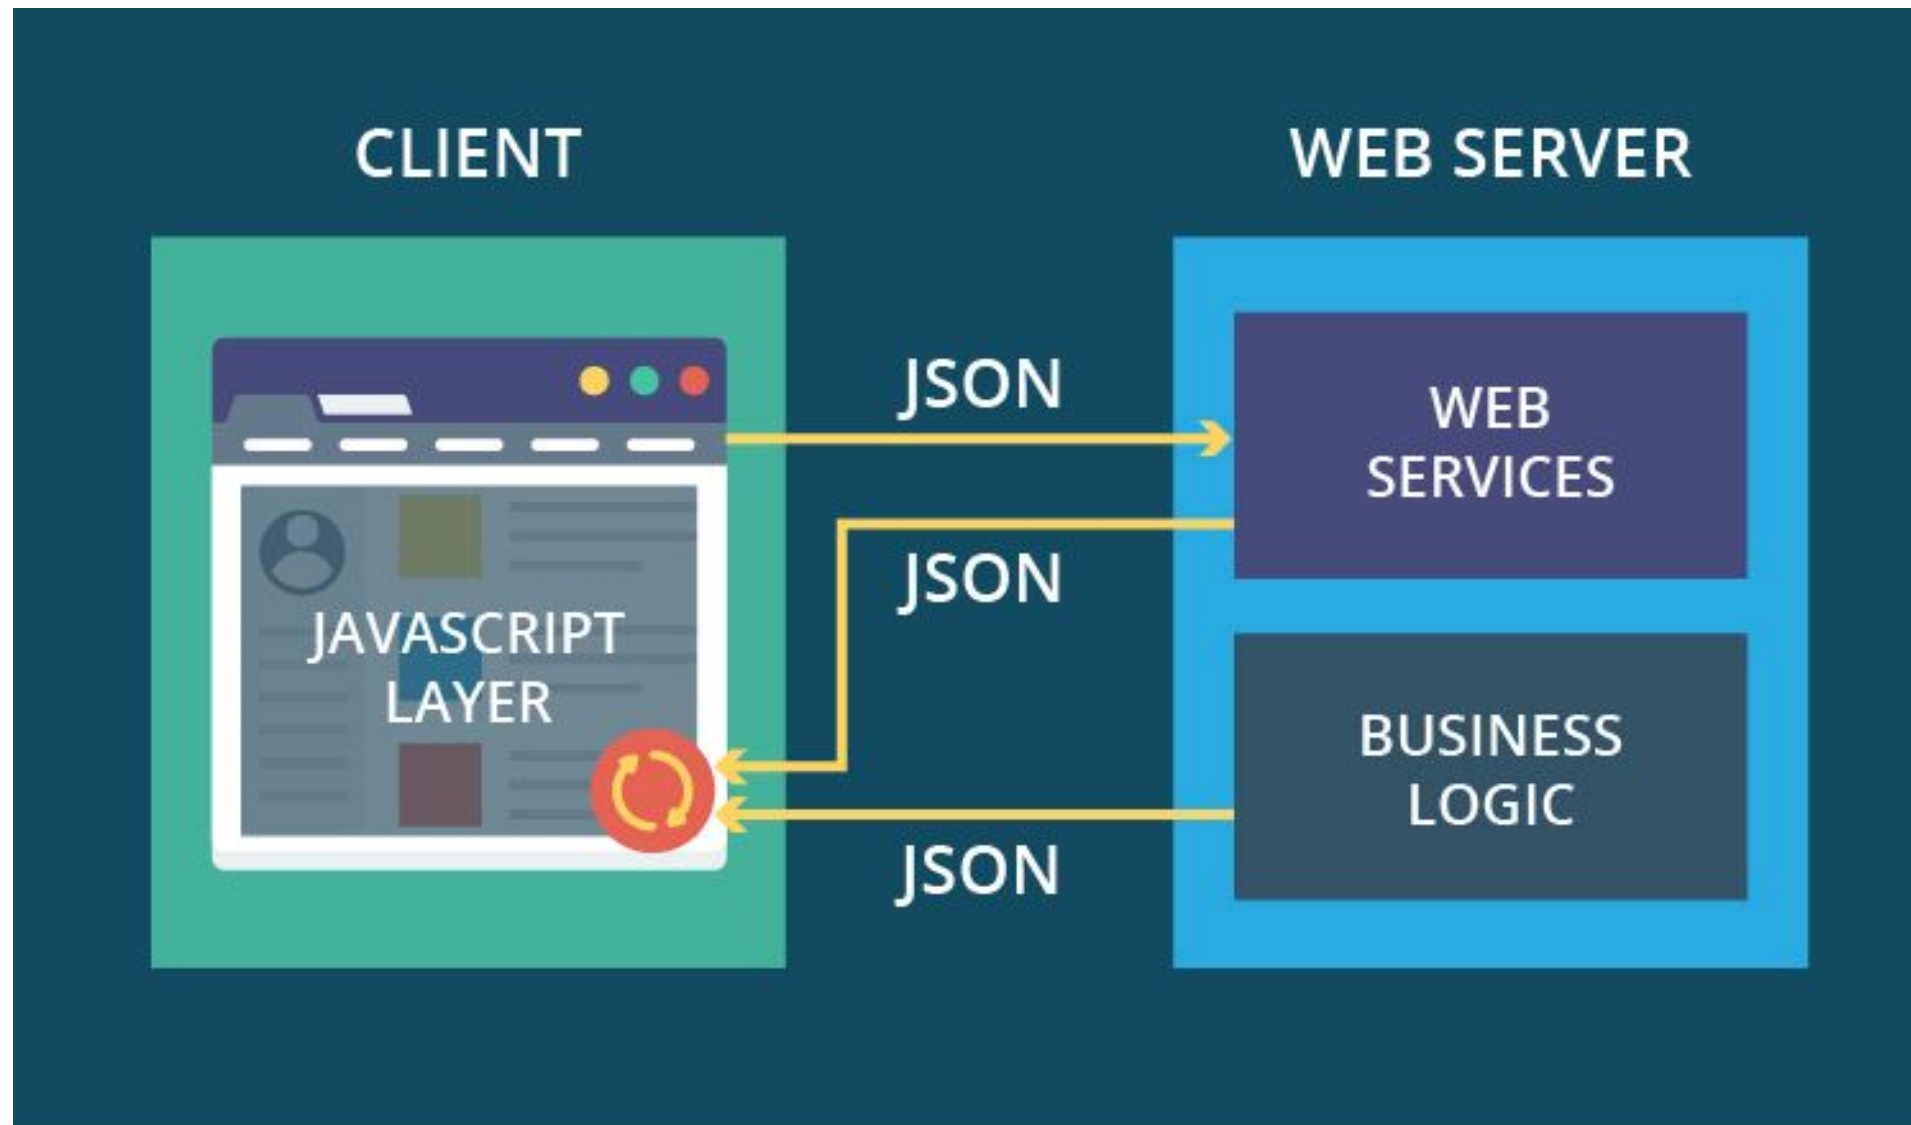 CLIENT
WEB SERVER
JAVASCRIPT
LAYER
JSON
JSON
JSON
WEB
SERVICES
BUSINESS
LOGIC